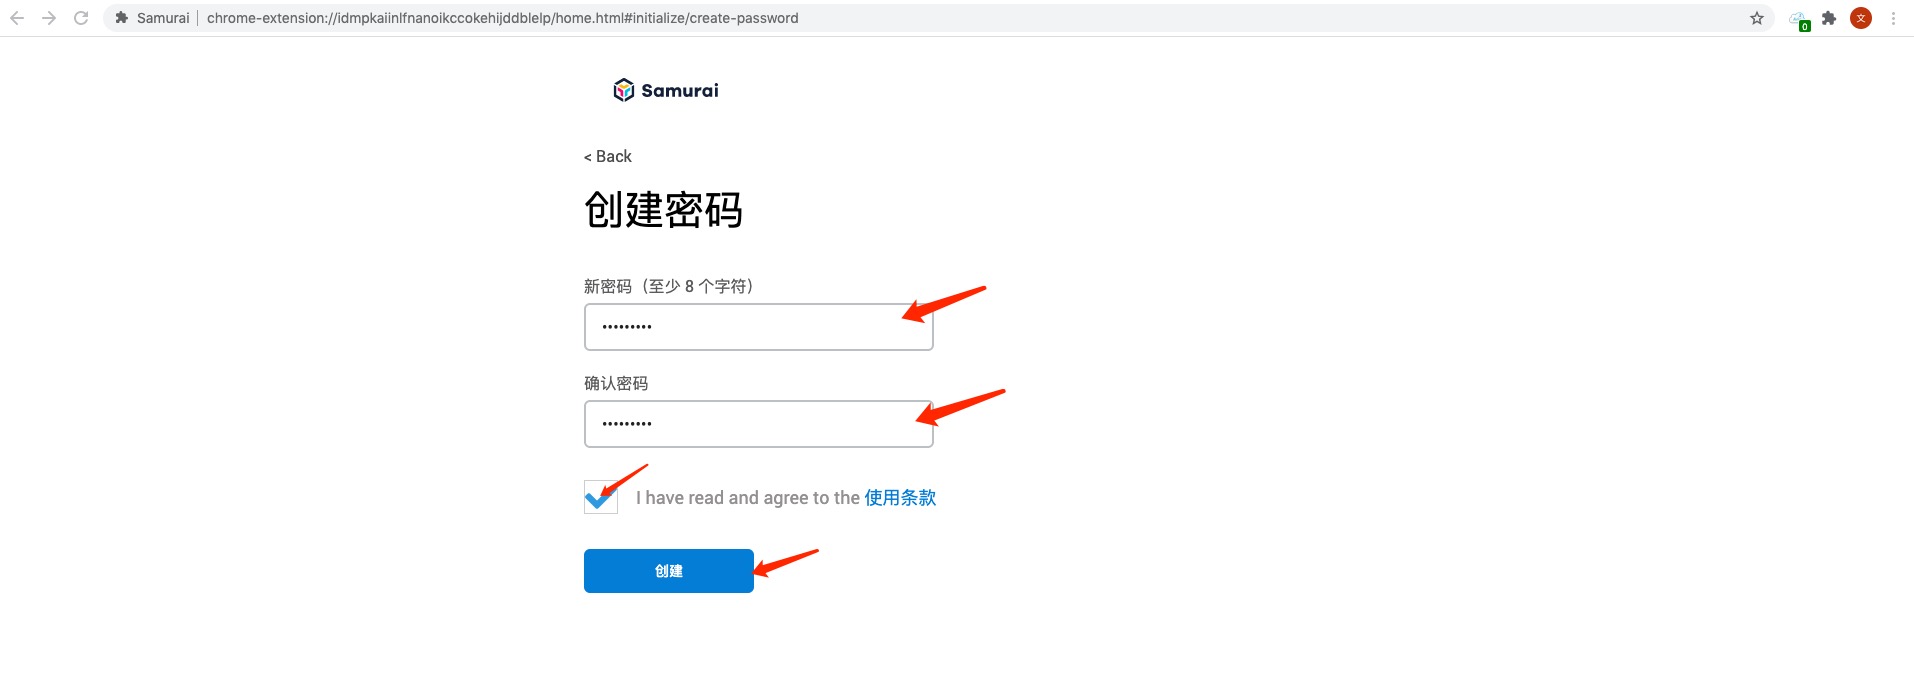 Samurai | chrome-extension://idmpkaiinlfnanoikccokehijddblelp/home.html#initialize/create-password
0
文
Samurai
< Back
创建密码
新密码（至少 8 个字符）
•••••••••
确认密码
•••••••••
I have read and agree to the 使用条款
创建